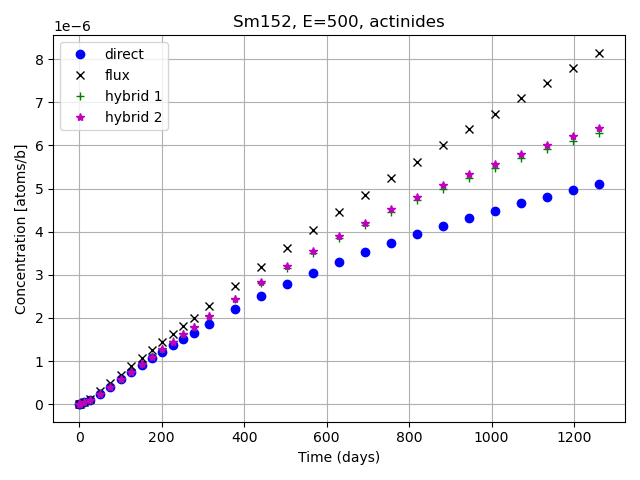 Sm152, E=500, actinides
1e−6
direct
flux
hybrid 1
hybrid 2
8
7
6
5
4
3
2
1
0
Concentration [atoms/b]
0 200 400 600 800 1000 1200
Time (days)